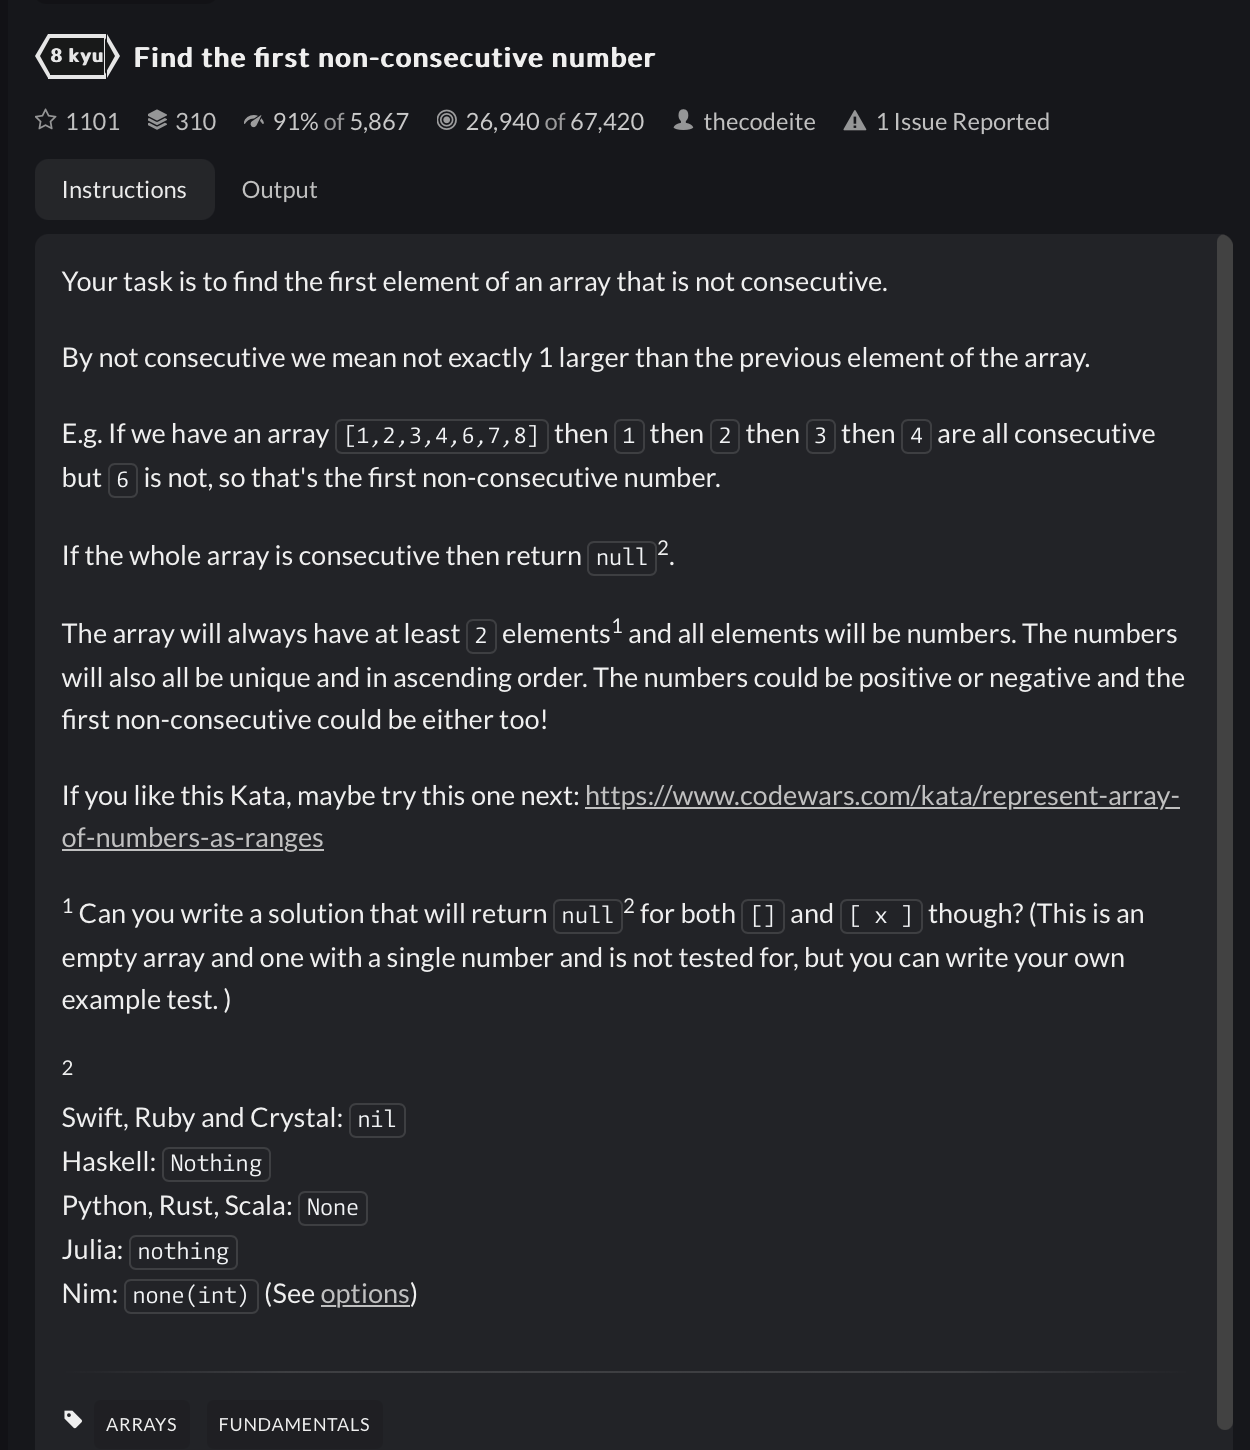 8 kyu Find the first non-consecutive number
1101 310 91% of 5,867 26,940 of 67,420 thecodeite 1 Issue Reported
Instructions Output
Your task is to find the first element of an array that is not consecutive.
By not consecutive we mean not exactly 1 larger than the previous element of the array.
E.g. If we have an array [1,2,3,4,6,7,8] then 1 then 2 then 3 then 4 are all consecutive
but 6 is not, so that's the first non-consecutive number.
If the whole array is consecutive then return null².
The array will always have at least 2 elements¹ and all elements will be numbers. The numbers
will also all be unique and in ascending order. The numbers could be positive or negative and the
first non-consecutive could be either too!
If you like this Kata, maybe try this one next: https://www.codewars.com/kata/represent-array-
of-numbers-as-ranges
¹ Can you write a solution that will return null² for both [] and [ x ] though? (This is an
empty array and one with a single number and is not tested for, but you can write your own
example test. )
2
Swift, Ruby and Crystal: nil
Haskell: Nothing
Python, Rust, Scala: None
Julia: nothing
Nim: none(int) (See options)
ARRAYS FUNDAMENTALS